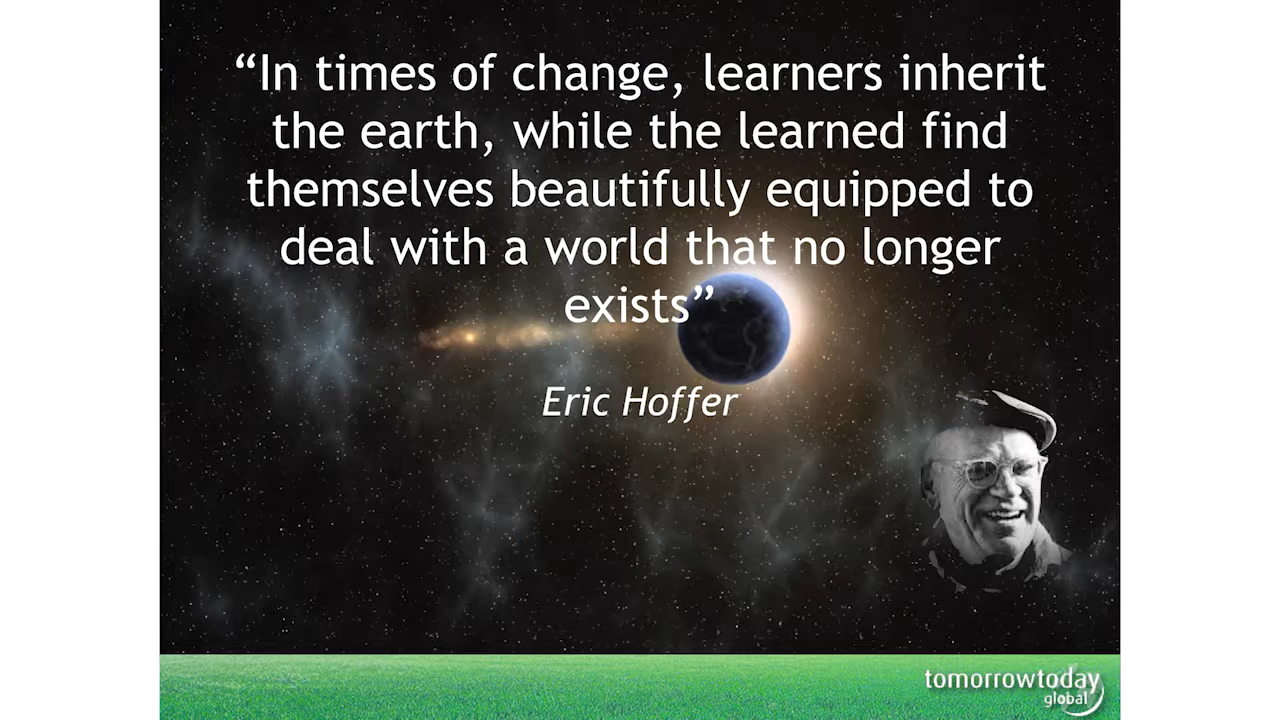 “In times of change, learners inherit
the earth, while the learned find
themselves beautifully equipped to
deal with a world that no longer
exists”
Eric Hoffer
tomorrowtoday
global